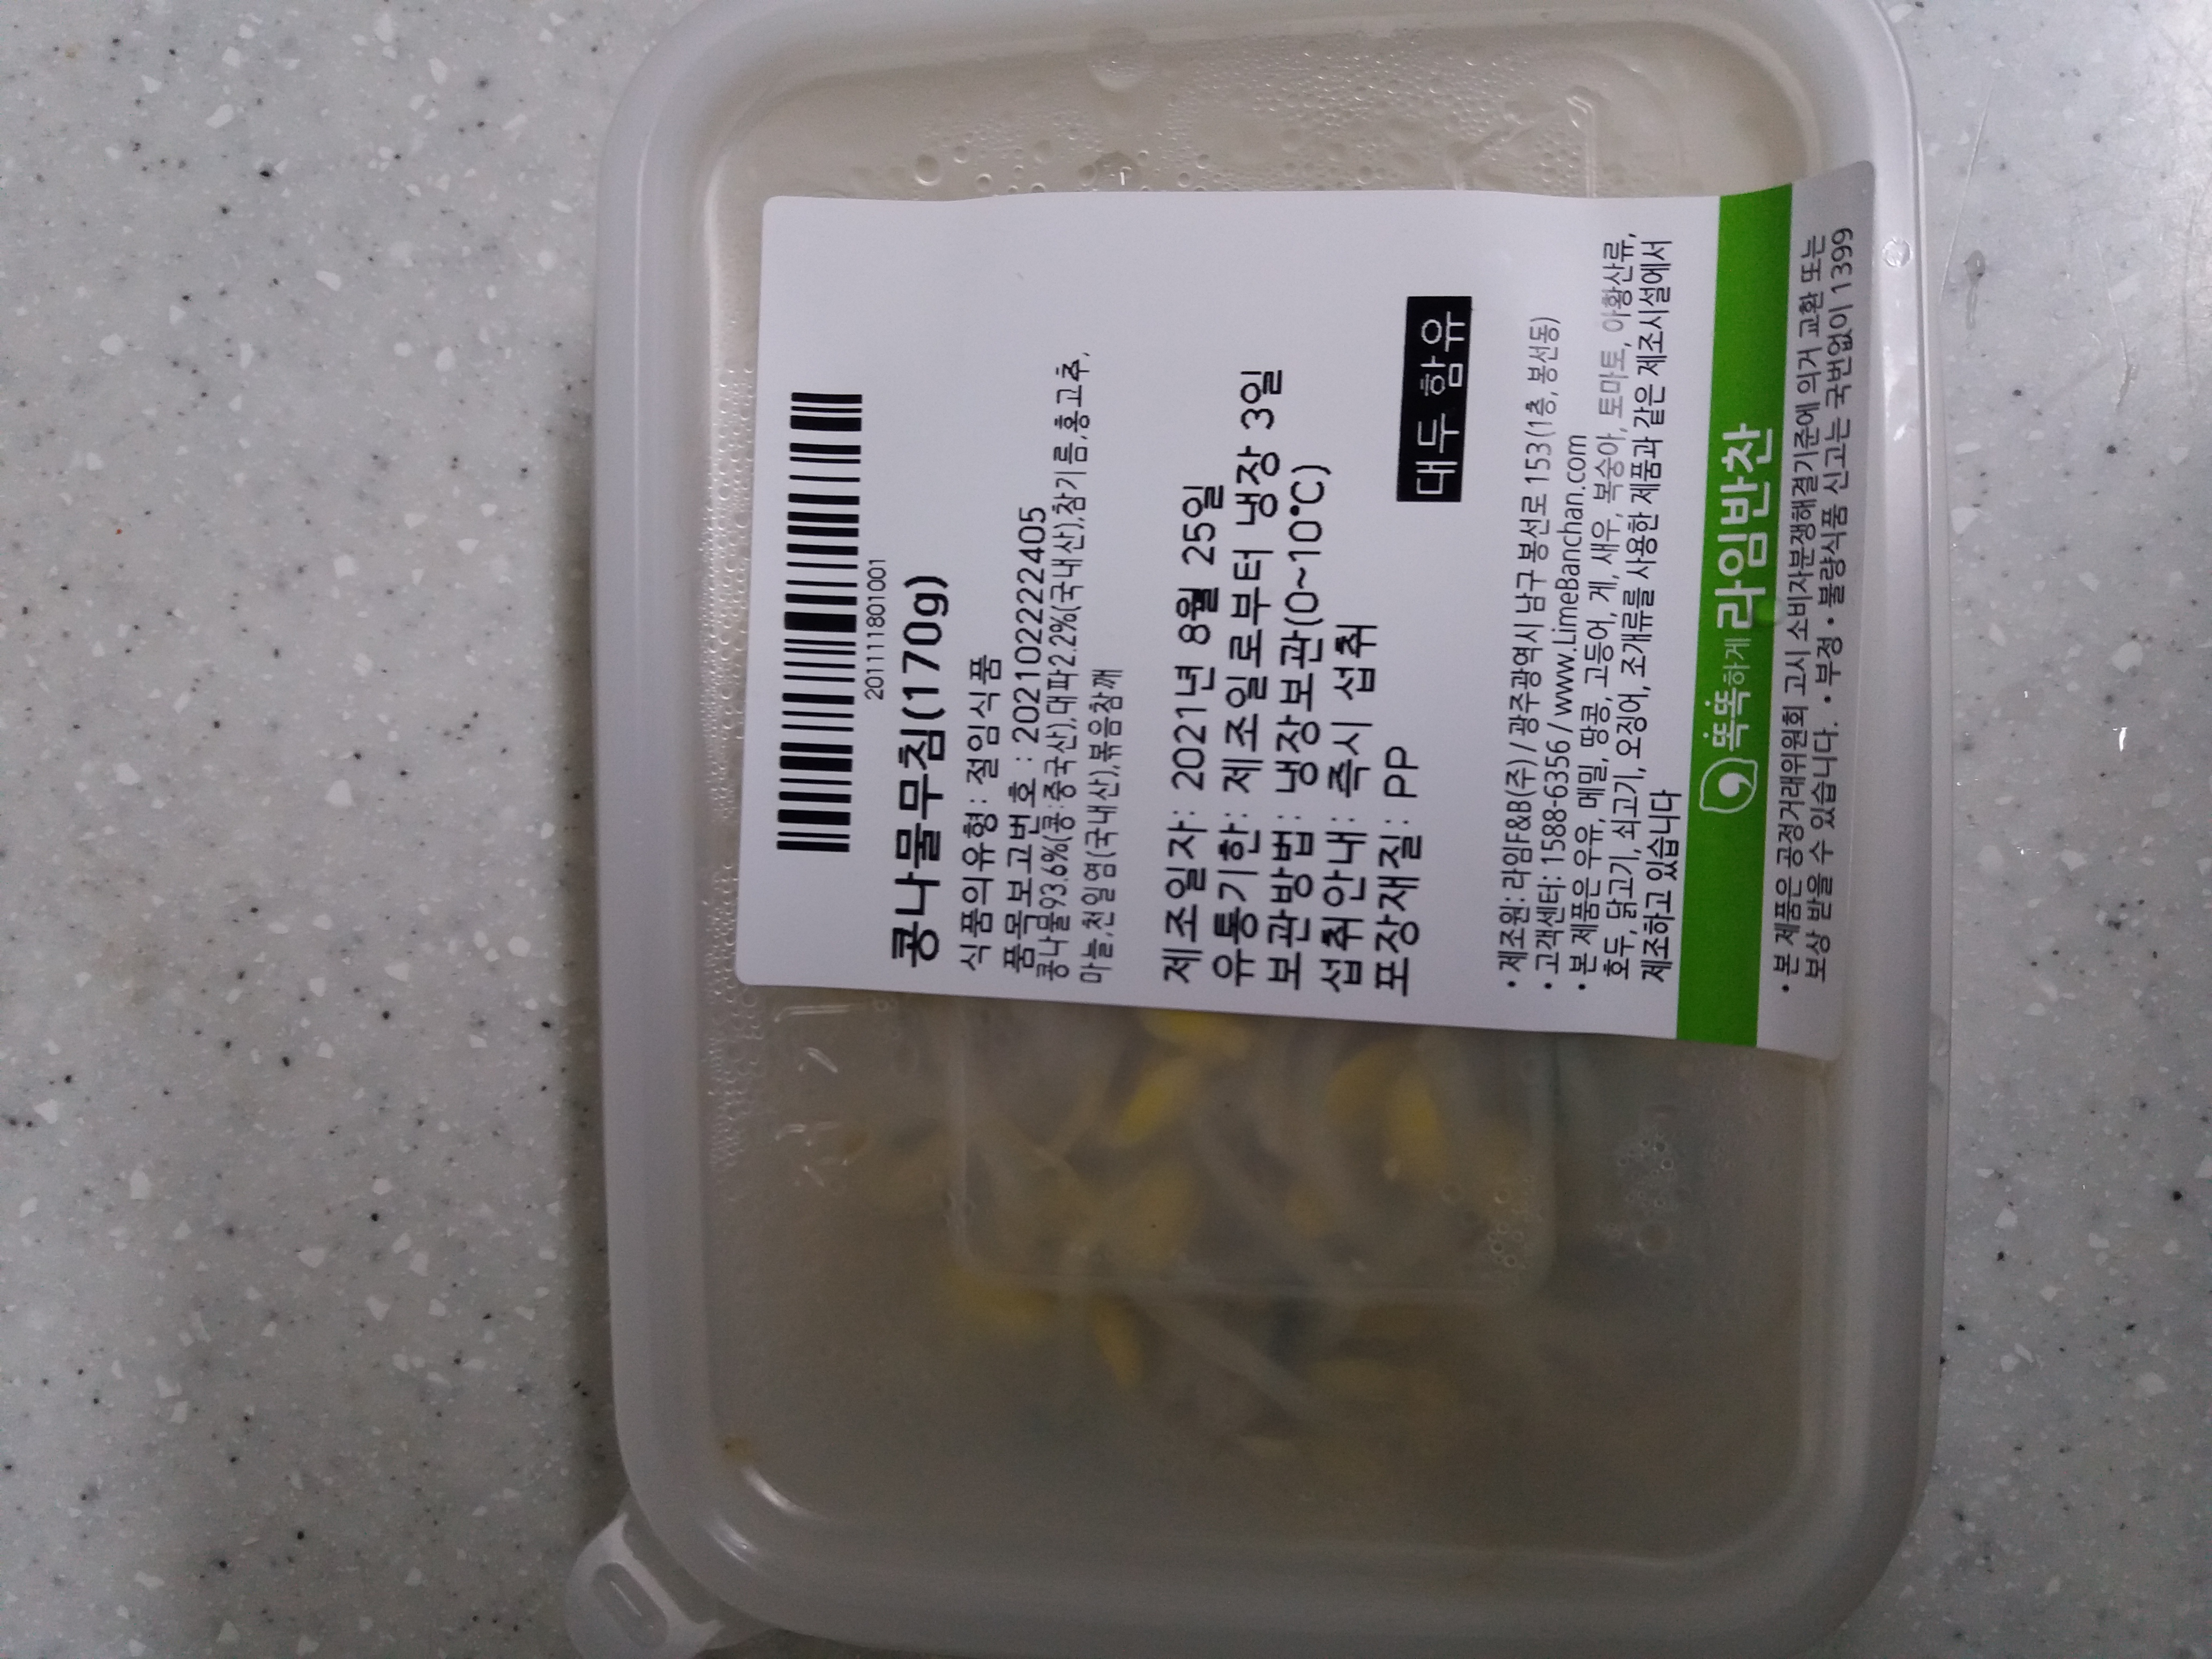 201111801001
콩나물무침(170g)
식품의유형: 절임식품
품목보고번호 : 2021022222405
콩나물93.6%(콩:중국산),대파2.2%(국내산),참기름,홍고추,
마늘,천일염(국내산),볶음참깨
제조일자: 2021년 8월 25일
유통기한: 제조일로부터 냉장 3일
보관방법: 냉장보관(0~10°C)
섭취안내: 즉시 섭취
포장재질: PP
대두 함유
• 제조원: 라임F&B(주) / 광주광역시 남구 봉선로 153(1층, 봉선동)
• 고객센터: 1588-6356 / www.LimeBanchan.com
• 본 제품은 우유, 메밀, 땅콩, 고등어, 게, 새우, 복숭아, 토마토, 아황산류,
호두, 닭고기, 쇠고기, 오징어, 조개류를 사용한 제품과 같은 제조시설에서
제조하고 있습니다
똑똑하게 라임반찬
• 본 제품은 공정거래위원회 고시 소비자분쟁해결기준에 의거 교환 또는
보상 받을 수 있습니다. • 부정 • 불량식품 신고는 국번없이 1399